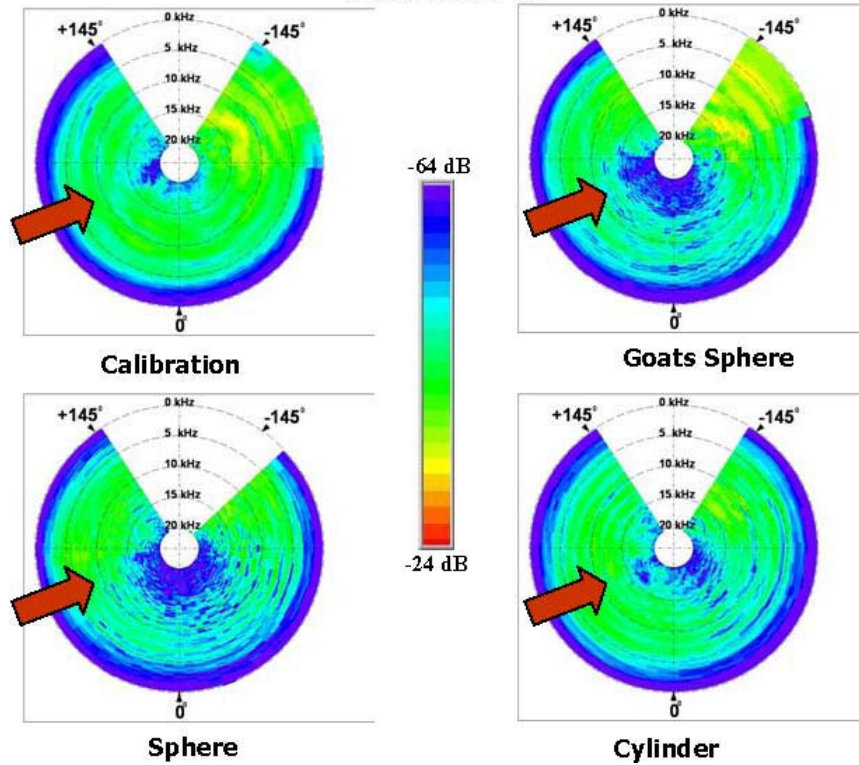 +145° 0 kHz -145°
5 kHz
10 kHz
15 kHz
20 kHz
0°
Calibration
+145° 0 kHz -145°
5 kHz
10 kHz
15 kHz
20 kHz
0°
Goats Sphere
-64 dB
-24 dB
+145° 0 kHz -145°
5 kHz
10 kHz
15 kHz
20 kHz
0°
Sphere
+145° 0 kHz -145°
5 kHz
10 kHz
15 kHz
20 kHz
0°
Cylinder